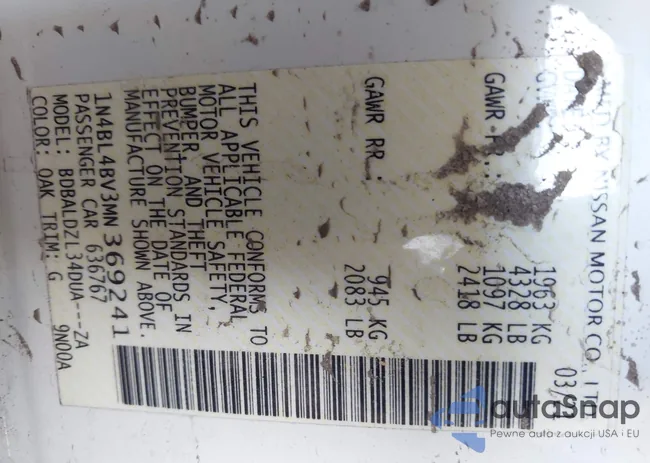 NISSAN MOTOR CO., LT
03/
1963 KG
4328 LB
GAWR FR : 1097 KG
2418 LB
GAWR RR : 945 KG
2083 LB
THIS VEHICLE CONFORMS TO
ALL APPLICABLE FEDERAL
MOTOR VEHICLE SAFETY,
BUMPER AND THEFT
PREVENTION STANDARDS IN
EFFECT ON THE DATE OF
MANUFACTURE SHOWN ABOVE.
1N4BL4BV3MN369241
PASSENGER CAR 636767
MODEL: BDBALDZL34DUA---ZA
COLOR: QAK TRIM: G 9N00A
autoSnap
Pewne auta z aukcji USA i EU